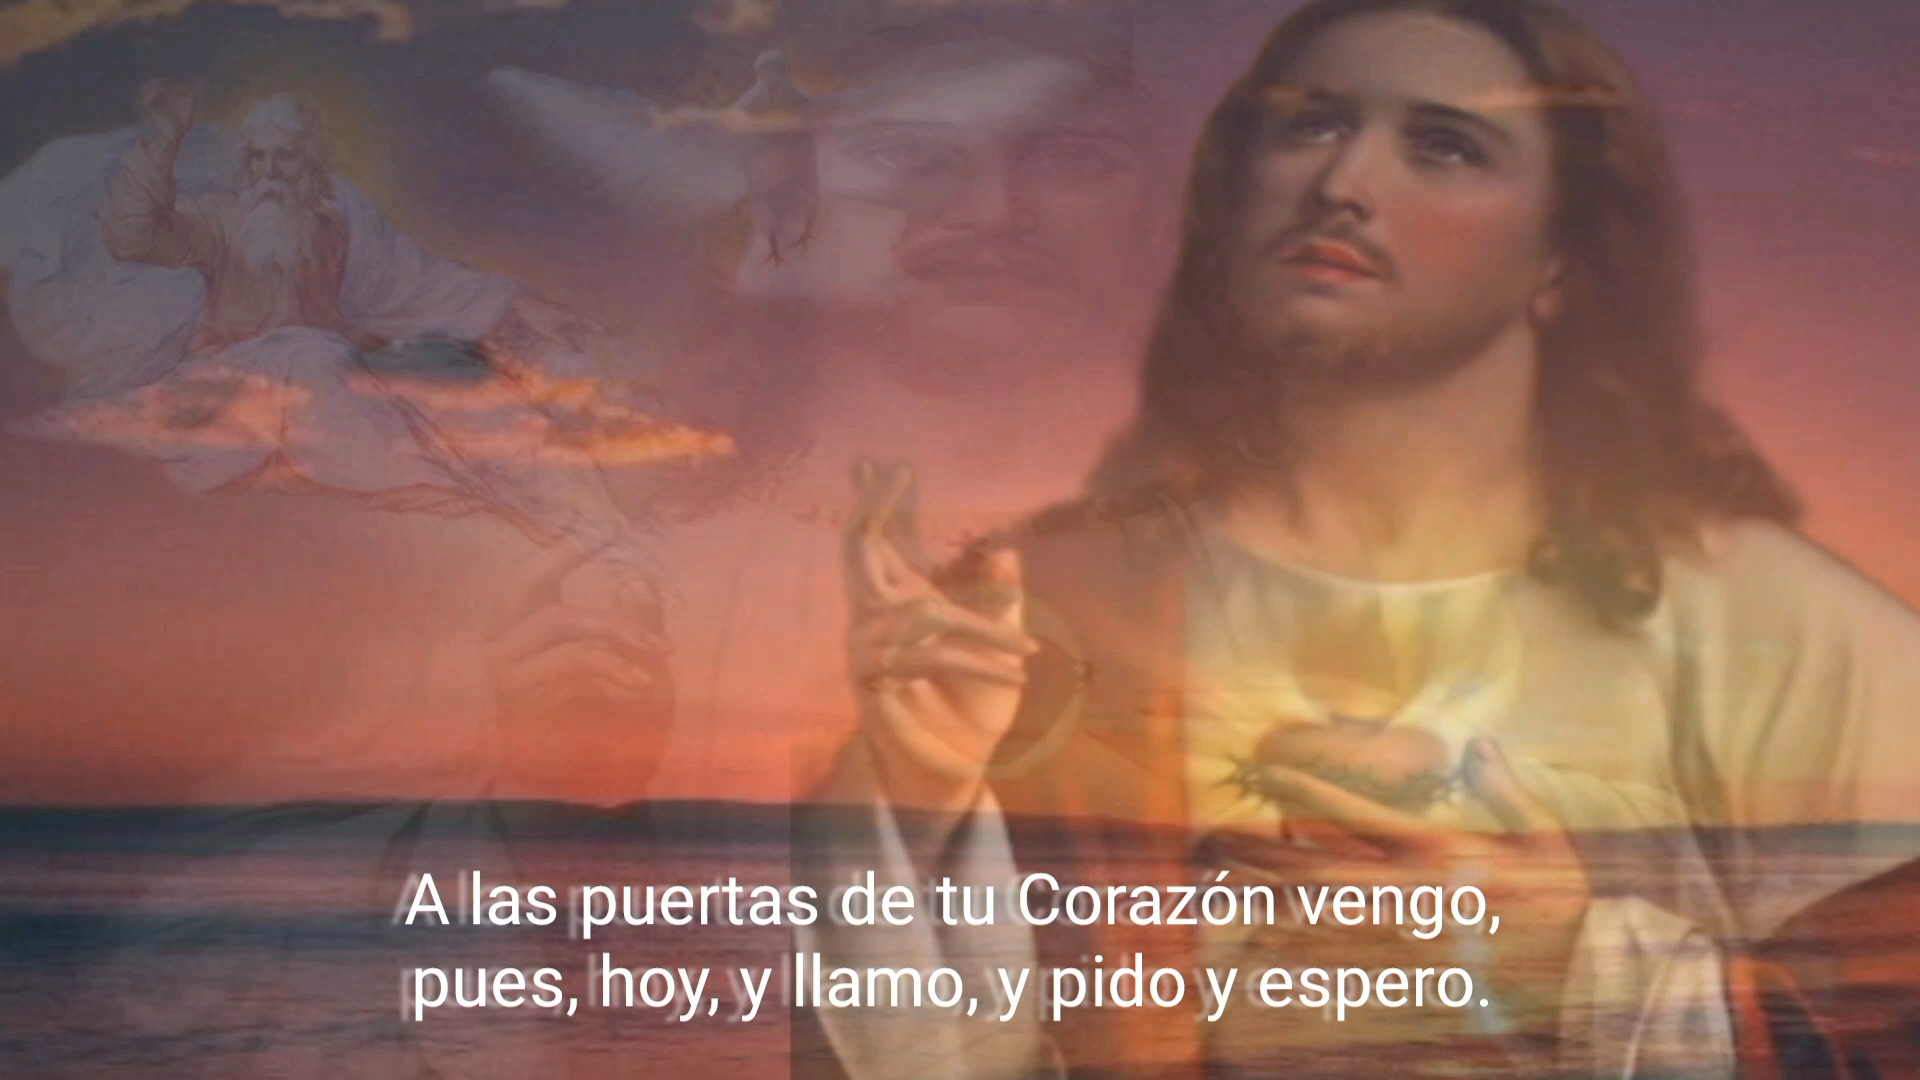 A las puertas de tu Corazón vengo,
pues, hoy, y llamo, y pido y espero.